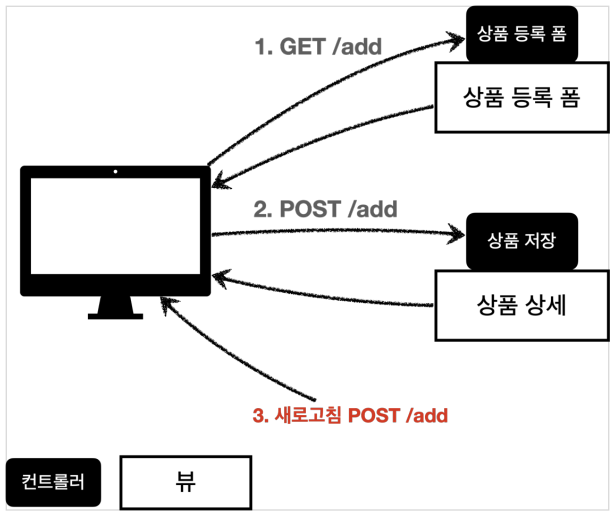 상품 등록 폼
1. GET /add
상품 등록 폼
2. POST /add
상품 저장
상품 상세
3. 새로고침 POST /add
컨트롤러
뷰